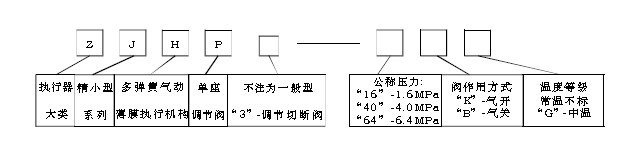 Z J H P
执行器
大类
精小型
系列
多弹簧气动
薄膜执行机构
单座
调节阀
不注为一般型
“3”-调节切断阀
公称压力:
“16”-1.6MPa
“40”-4.0MPa
“64”-6.4MPa
阀作用方式
“K”-气开
“B”-气关
温度等级
常温不标
“G”-中温